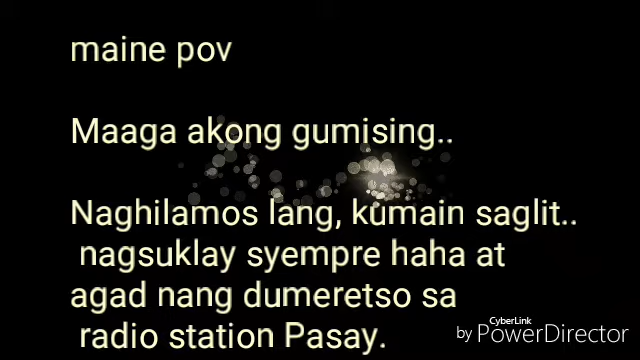 maine pov
Maaga akong gumising..
Naghilamos lang, kumain saglit..
nagsuklay syempre haha at
agad nang dumeretso sa
radio station Pasay.
CyberLink
by PowerDirector